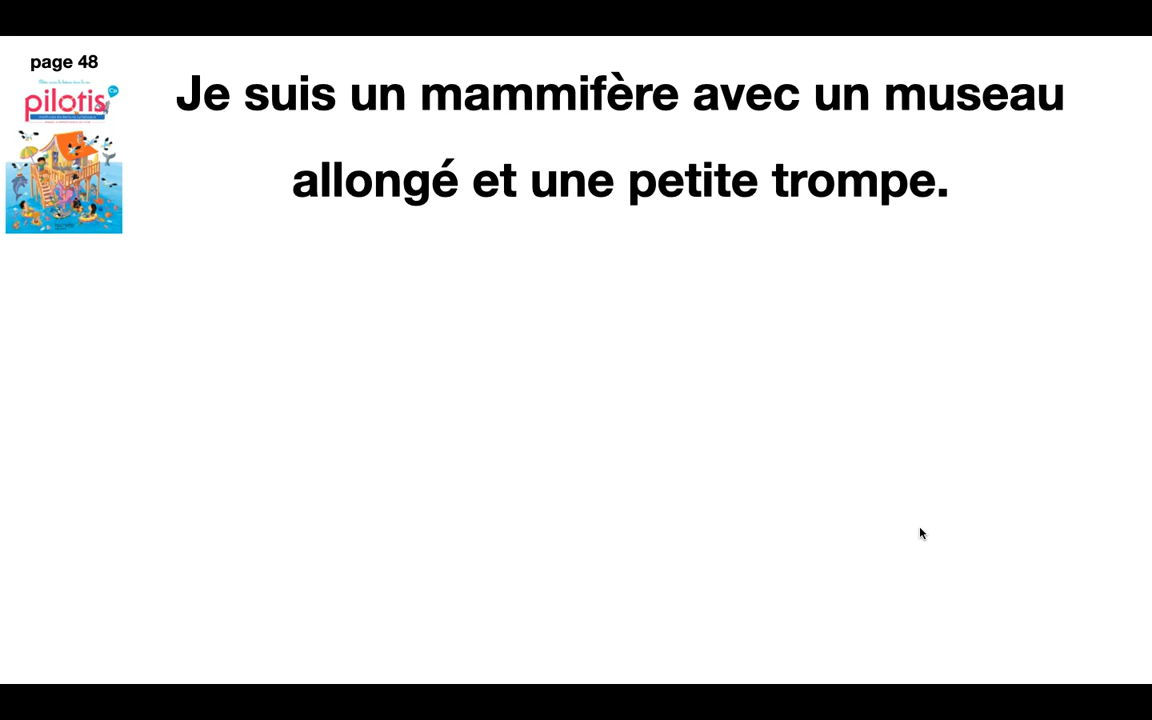 page 48
pilotis
Je suis un mammifère avec un museau
allongé et une petite trompe.